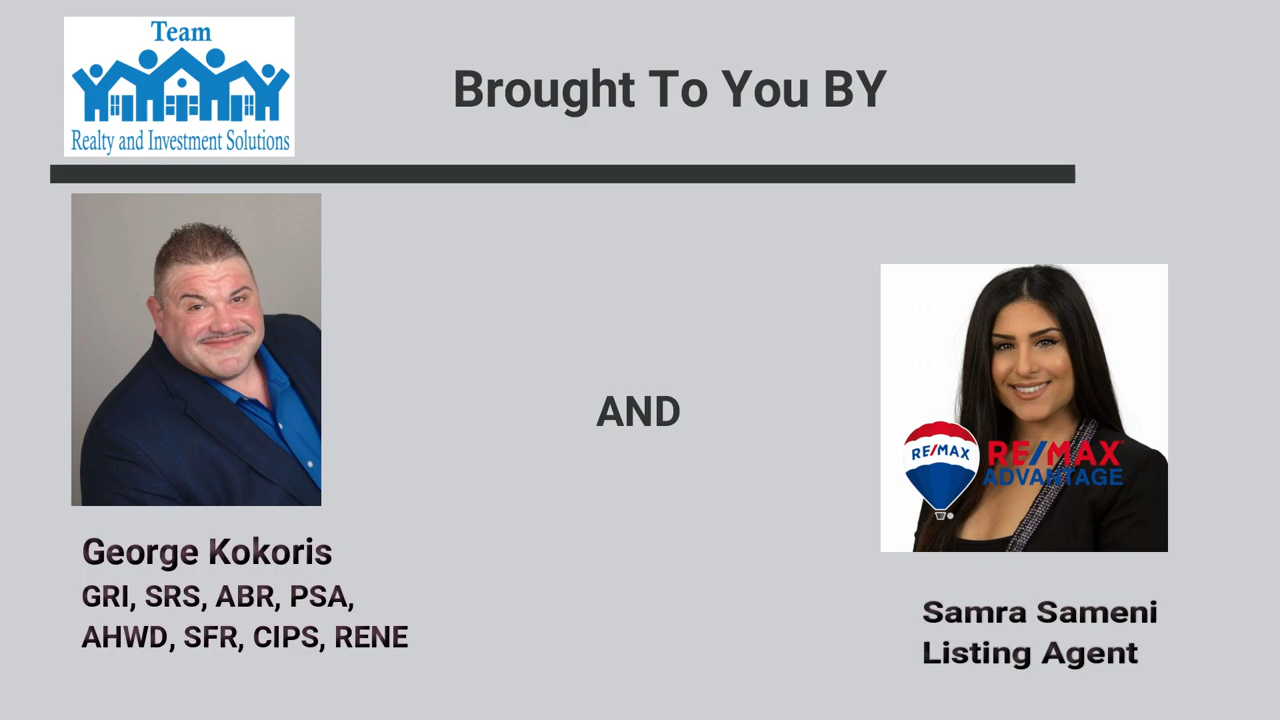 Team
Realty and Investment Solutions
Brought To You BY
AND
RE/MAX
RE/MAX
ADVANTAGE
George Kokoris
GRI, SRS, ABR, PSA,
AHWD, SFR, CIPS, RENE
Samra Sameni
Listing Agent